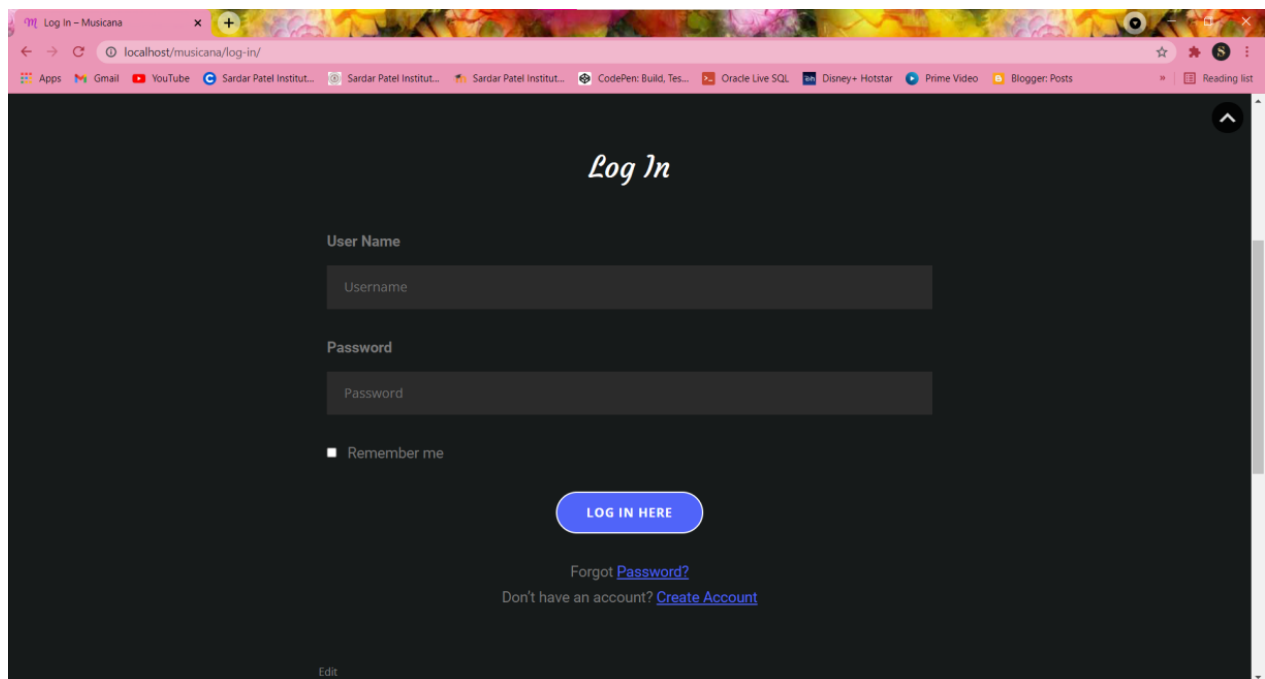 Log In – Musicana
localhost/musicana/log-in/
Apps Gmail YouTube Sardar Patel Institut... Sardar Patel Institut... Sardar Patel Institut... CodePen: Build, Tes... Oracle Live SQL Disney+ Hotstar Prime Video Blogger: Posts » Reading list
Log In
User Name
Username
Password
Password
Remember me
LOG IN HERE
Forgot Password?
Don't have an account? Create Account
Edit